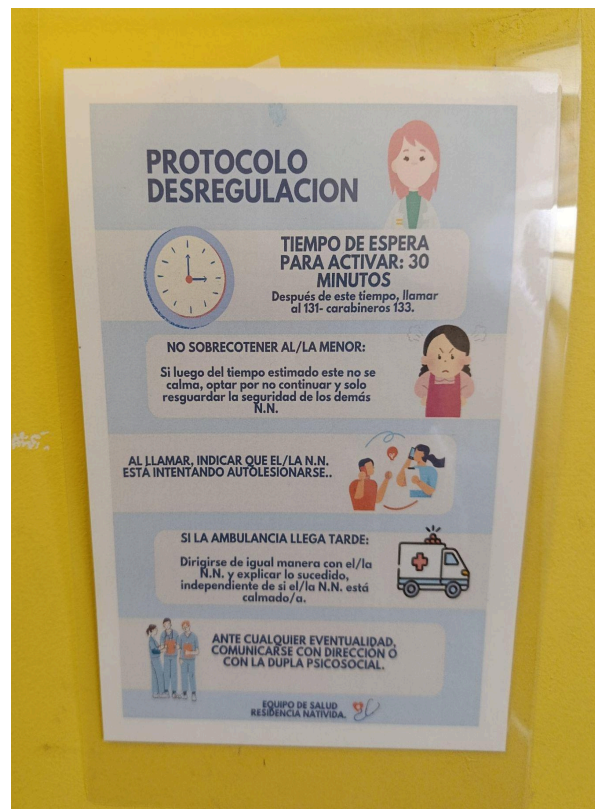 PROTOCOLO
DESREGULACION
TIEMPO DE ESPERA
PARA ACTIVAR: 30
MINUTOS
Después de este tiempo, llamar
al 131- carabineros 133.
NO SOBRECOTENER AL/LA MENOR:
Si luego del tiempo estimado este no se
calma, optar por no continuar y solo
resguardar la seguridad de los demás
N.N.
AL LLAMAR, INDICAR QUE EL/LA N.N.
ESTÁ INTENTANDO AUTOLESIONARSE..
SI LA AMBULANCIA LLEGA TARDE:
Dirigirse de igual manera con el/la
N.N. y explicar lo sucedido,
independiente de si el/la N.N. está
calmado/a.
ANTE CUALQUIER EVENTUALIDAD,
COMUNICARSE CON DIRECCIÓN O
CON LA DUPLA PSICOSOCIAL.
EQUIPO DE SALUD
RESIDENCIA NATIVIDA.